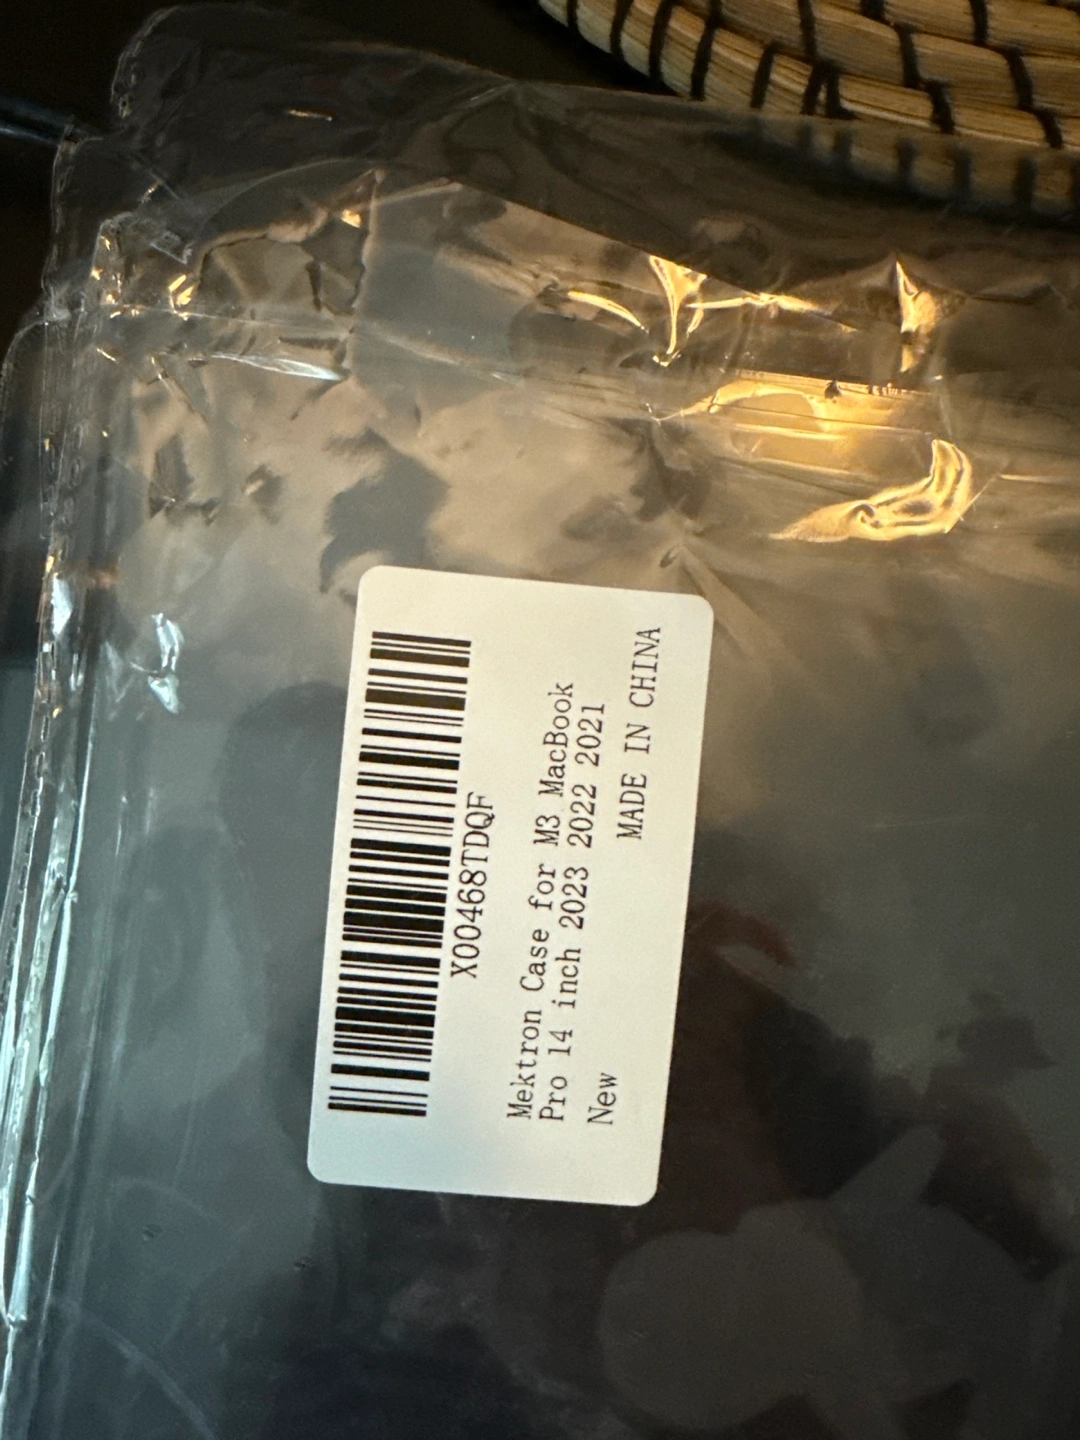 X00468TDQF
Mektron Case for M3 MacBook
Pro 14 inch 2023 2022 2021
New
MADE IN CHINA